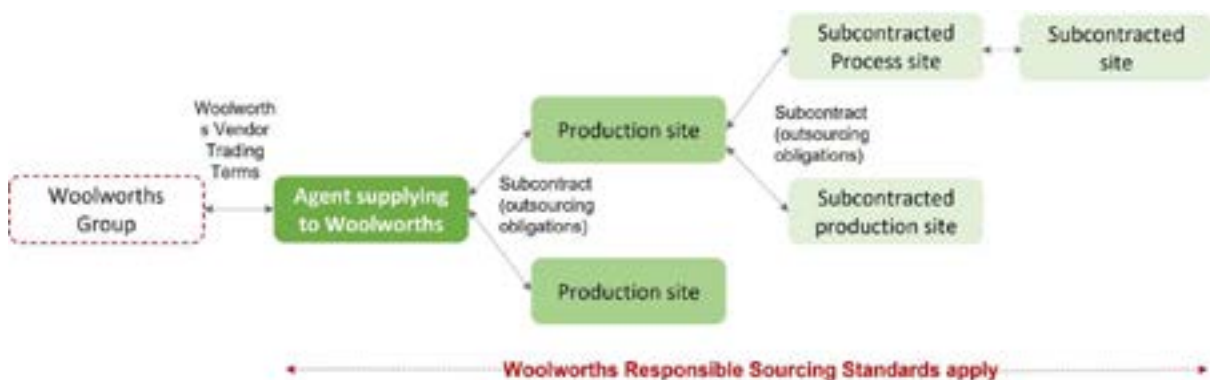 Subcontracted
Process site
Subcontracted
site
Woolworth
s Vendor
Trading
Terms
Production site
Subcontract
(outsourcing
obligations)
Woolworths
Group
Agent supplying
to Woolworths
Subcontract
(outsourcing
obligations)
Subcontracted
production site
Production site
Woolworths Responsible Sourcing Standards apply